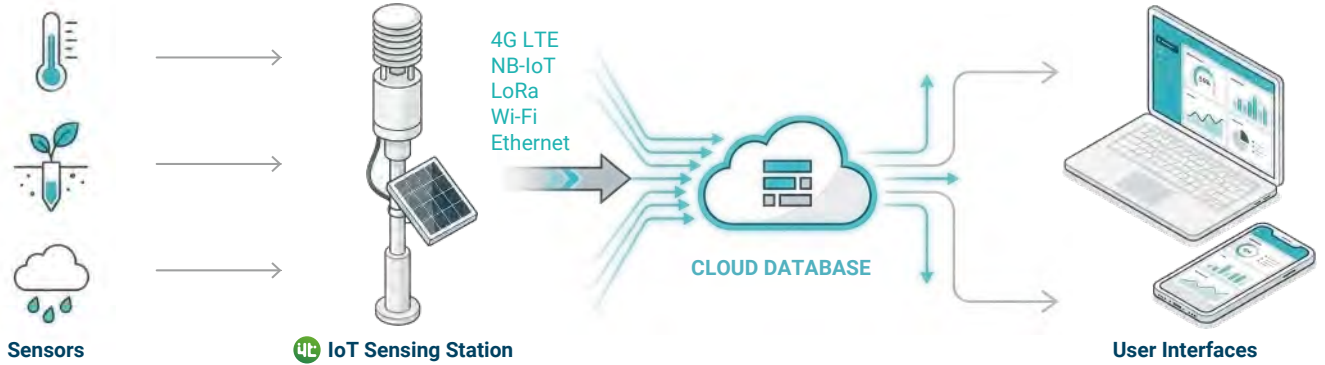 4G LTE
NB-IoT
LoRa
Wi-Fi
Ethernet
CLOUD DATABASE
Sensors
IoT Sensing Station
User Interfaces